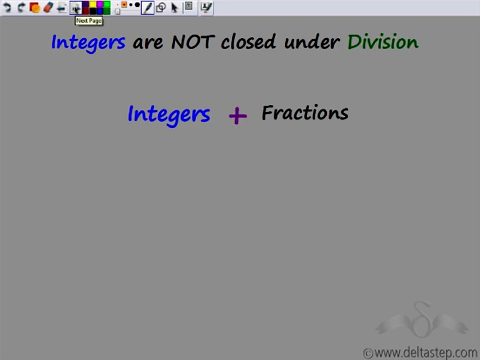 Next Page
Integers are NOT closed under Division
Integers + Fractions
©www.deltastep.com